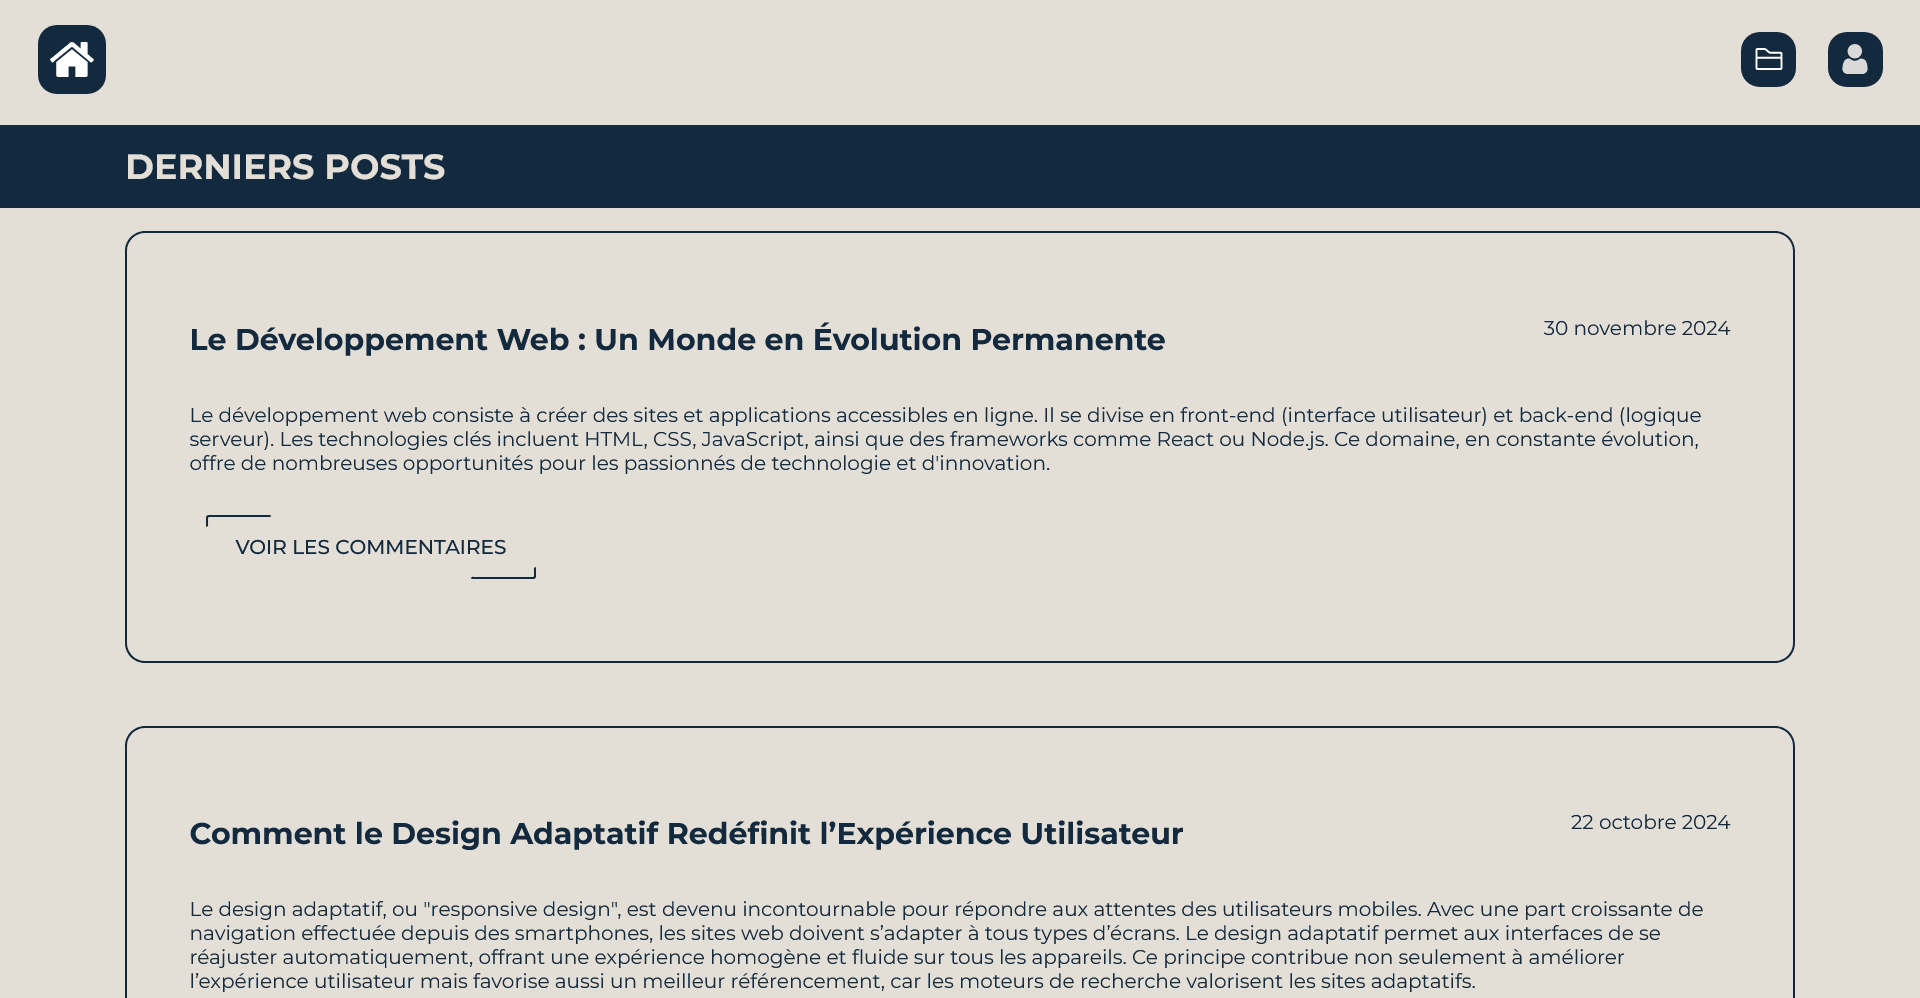 DERNIERS POSTS
Le Développement Web : Un Monde en Évolution Permanente
30 novembre 2024
Le développement web consiste à créer des sites et applications accessibles en ligne. Il se divise en front-end (interface utilisateur) et back-end (logique
serveur). Les technologies clés incluent HTML, CSS, JavaScript, ainsi que des frameworks comme React ou Node.js. Ce domaine, en constante évolution,
offre de nombreuses opportunités pour les passionnés de technologie et d'innovation.
VOIR LES COMMENTAIRES
Comment le Design Adaptatif Redéfinit l’Expérience Utilisateur
22 octobre 2024
Le design adaptatif, ou "responsive design", est devenu incontournable pour répondre aux attentes des utilisateurs mobiles. Avec une part croissante de
navigation effectuée depuis des smartphones, les sites web doivent s’adapter à tous types d’écrans. Le design adaptatif permet aux interfaces de se
réajuster automatiquement, offrant une expérience homogène et fluide sur tous les appareils. Ce principe contribue non seulement à améliorer
l’expérience utilisateur mais favorise aussi un meilleur référencement, car les moteurs de recherche valorisent les sites adaptatifs.